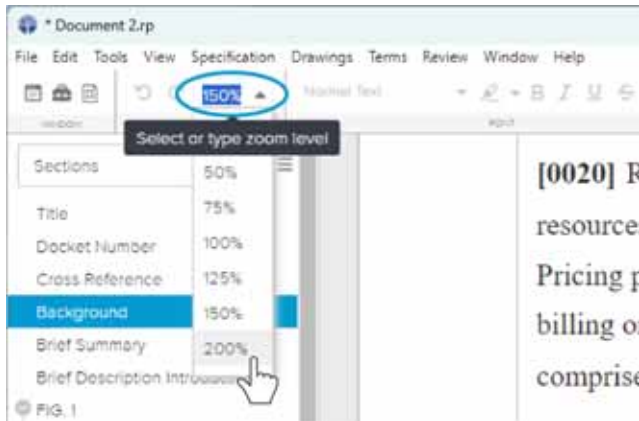 * Document 2.rp
File Edit Tools View Specification Drawings Terms Review Window Help
150% Normal Text B I U S
Select or type zoom level
Sections
50%
75%
100%
125%
150%
200%
Title
Docket Number
Cross Reference
Background
Brief Summary
Brief Description
FIG. 1
[0020] R
resources
Pricing p
billing o
comprise